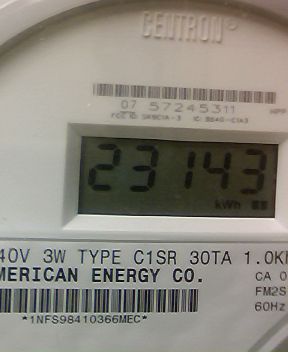 CENTRON®
07 57245311
23143
kWh
40V 3W TYPE C1SR 30TA 1.0K
MERICAN ENERGY CO.
CA 0
FM2S
60Hz
*1NFS98410366MEC*